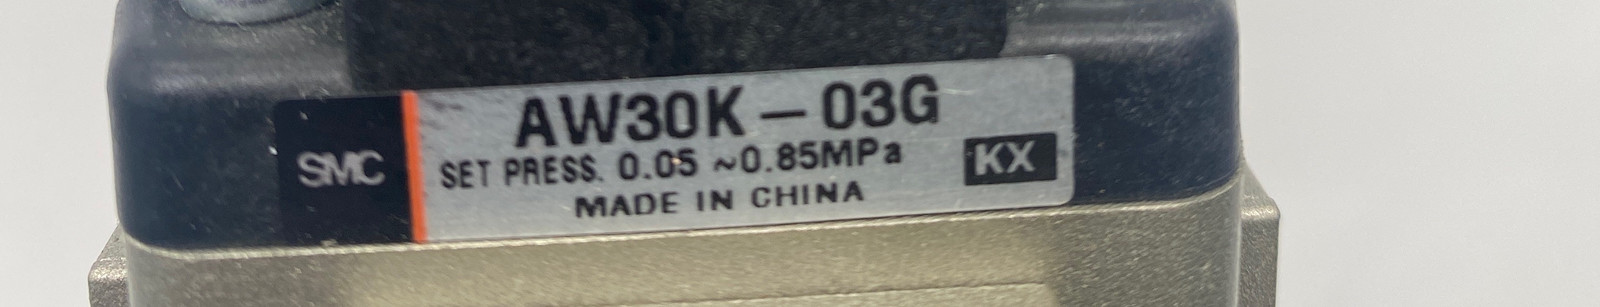 AW30K-03G
SMC
SET PRESS. 0.05 ~0.85MPa
KX
MADE IN CHINA